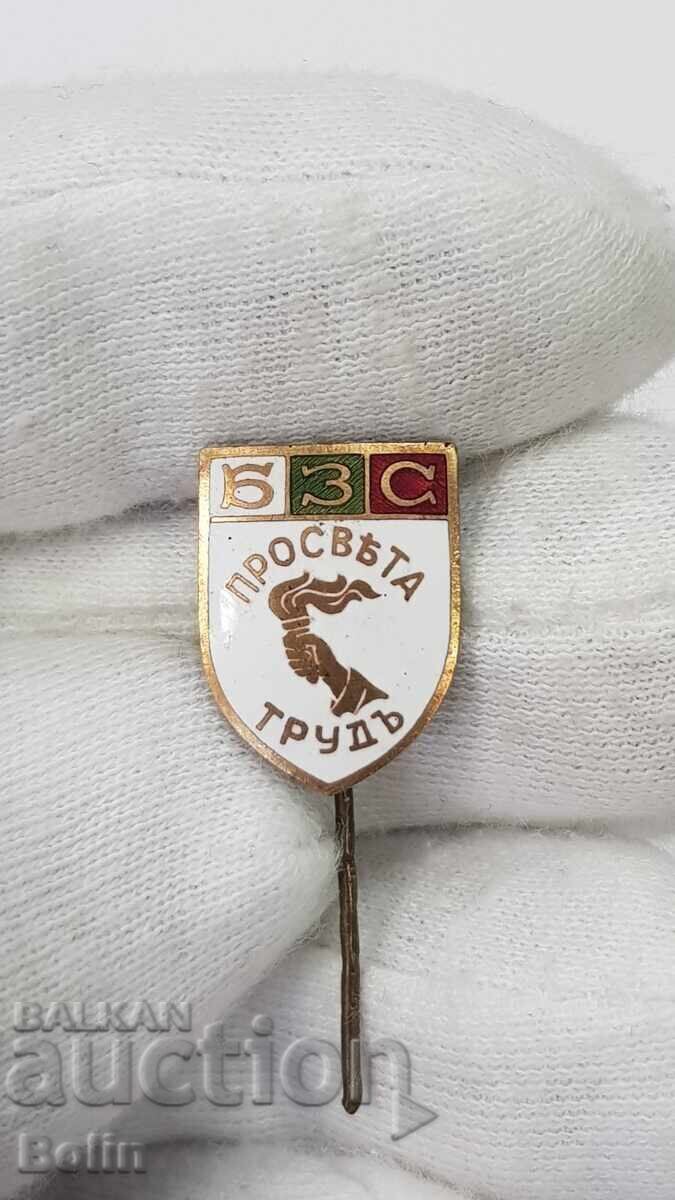 БЗС
ПРОСВѢТА
ТРУДЪ
BALKAN
auction
Bolin